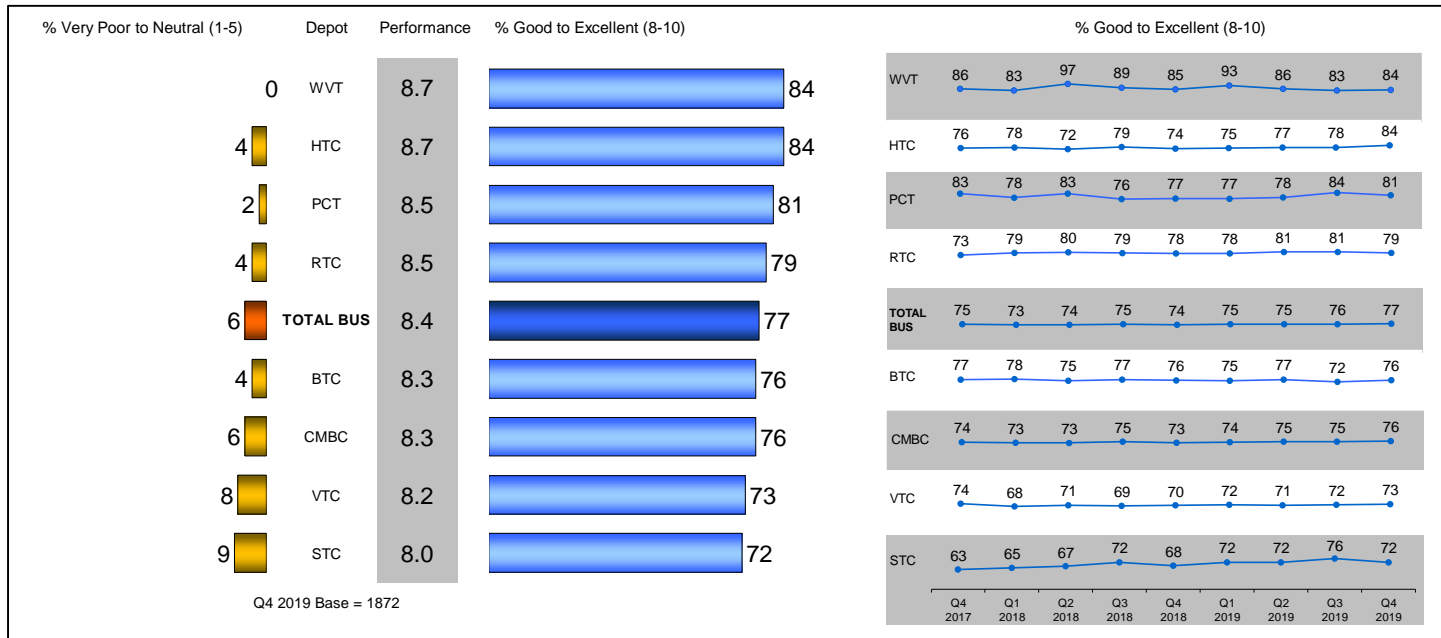 % Very Poor to Neutral (1-5) Depot Performance % Good to Excellent (8-10)
0 WVT 8.7 84
4 HTC 8.7 84
2 PCT 8.5 81
4 RTC 8.5 79
6 TOTAL BUS 8.4 77
4 BTC 8.3 76
6 CMBC 8.3 76
8 VTC 8.2 73
9 STC 8.0 72
Q4 2019 Base = 1872
% Good to Excellent (8-10)
WVT 86 83 97 89 85 93 86 83 84
HTC 76 78 72 79 74 75 77 78 84
PCT 83 78 83 76 77 77 78 84 81
RTC 73 79 80 79 78 78 81 81 79
TOTAL
BUS 75 73 74 75 74 75 75 76 77
BTC 77 78 75 77 76 75 77 72 76
CMBC 74 73 73 75 73 74 75 75 76
VTC 74 68 71 69 70 72 71 72 73
STC 63 65 67 72 68 72 72 76 72
Q4 Q1 Q2 Q3 Q4 Q1 Q2 Q3 Q4
2017 2018 2018 2018 2018 2019 2019 2019 2019